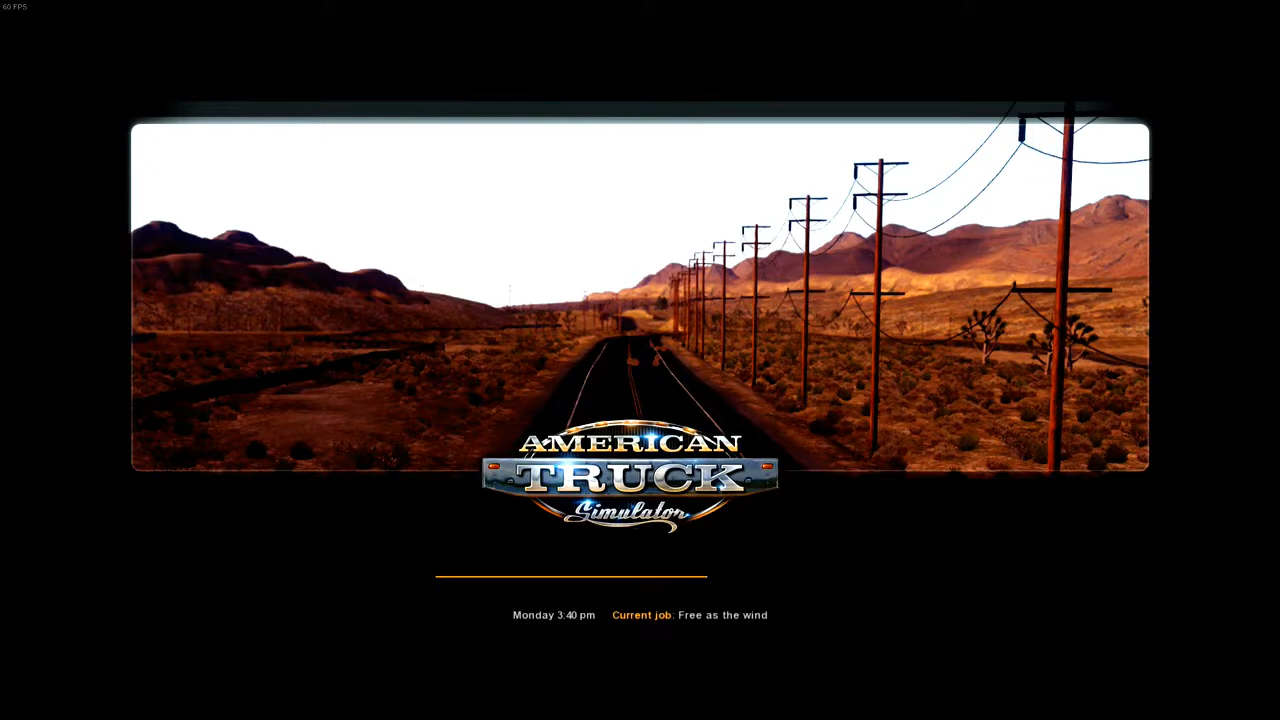 60 FPS
AMERICAN
TRUCK
Simulator
Monday 3:40 pm Current job: Free as the wind